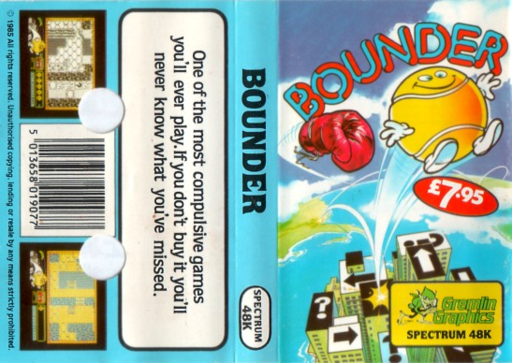 BOUNDER
£7.95
Gremlin
Graphics
SPECTRUM 48K
BOUNDER
SPECTRUM
48K
One of the most compulsive games
you'll ever play. If you don't buy it you'll
never know what you've missed.
5 013658 019077
© 1985 All rights reserved. Unauthorised copying, lending or resale by any means strictly prohibited.